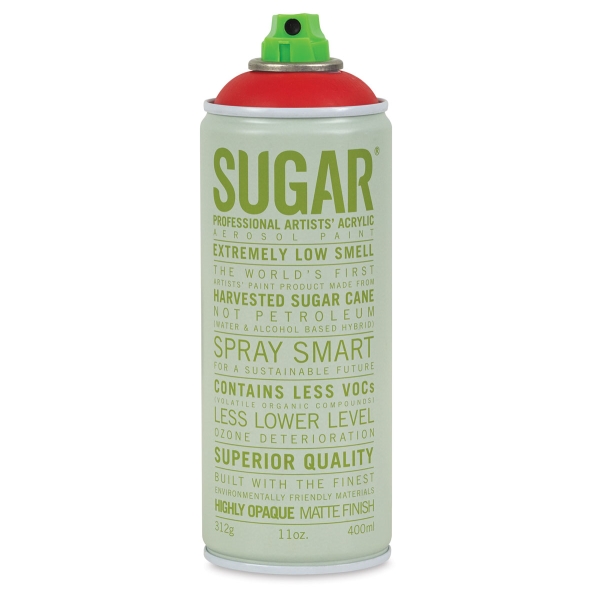 SUGAR®
PROFESSIONAL ARTISTS' ACRYLIC
AEROSOL PAINT
EXTREMELY LOW SMELL
THE WORLD'S FIRST
ARTISTS' PAINT PRODUCT MADE FROM
HARVESTED SUGAR CANE
NOT PETROLEUM
(WATER & ALCOHOL BASED HYBRID)
SPRAY SMART
FOR A SUSTAINABLE FUTURE
CONTAINS LESS VOCs
(VOLATILE ORGANIC COMPOUNDS)
LESS LOWER LEVEL
OZONE DETERIORATION
SUPERIOR QUALITY
BUILT WITH THE FINEST
ENVIRONMENTALLY FRIENDLY MATERIALS
HIGHLY OPAQUE MATTE FINISH
312g 11oz. 400ml